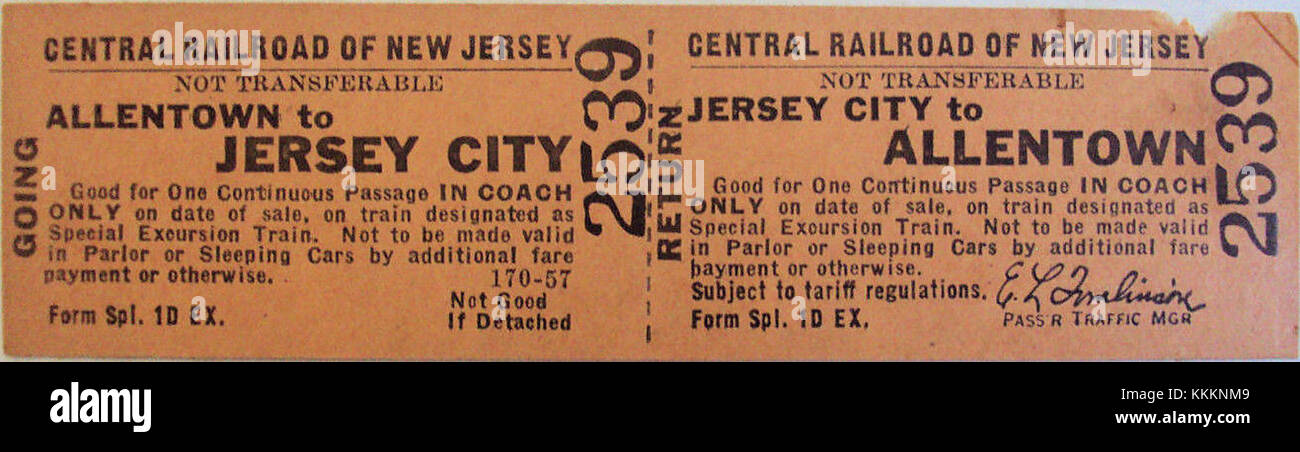 CENTRAL RAILROAD OF NEW JERSEY
NOT TRANSFERABLE
ALLENTOWN to
JERSEY CITY
GOING
Good for One Continuous Passage IN COACH
ONLY on date of sale, on train designated as
Special Excursion Train. Not to be made valid
in Parlor or Sleeping Cars by additional fare
payment or otherwise.
170-57
Form Spl. 1D EX.
Not Good
If Detached
2539
CENTRAL RAILROAD OF NEW JERSEY
NOT TRANSFERABLE
RETURN
JERSEY CITY to
ALLENTOWN
Good for One Continuous Passage IN COACH
ONLY on date of sale, on train designated as
Special Excursion Train. Not to be made valid
in Parlor or Sleeping Cars by additional fare
payment or otherwise.
Subject to tariff regulations.
E. L. Tomlinson
Form Spl. 1D EX.
PASS'R TRAFFIC MGR
2539
alamy
Image ID: KKKNM9
www.alamy.com